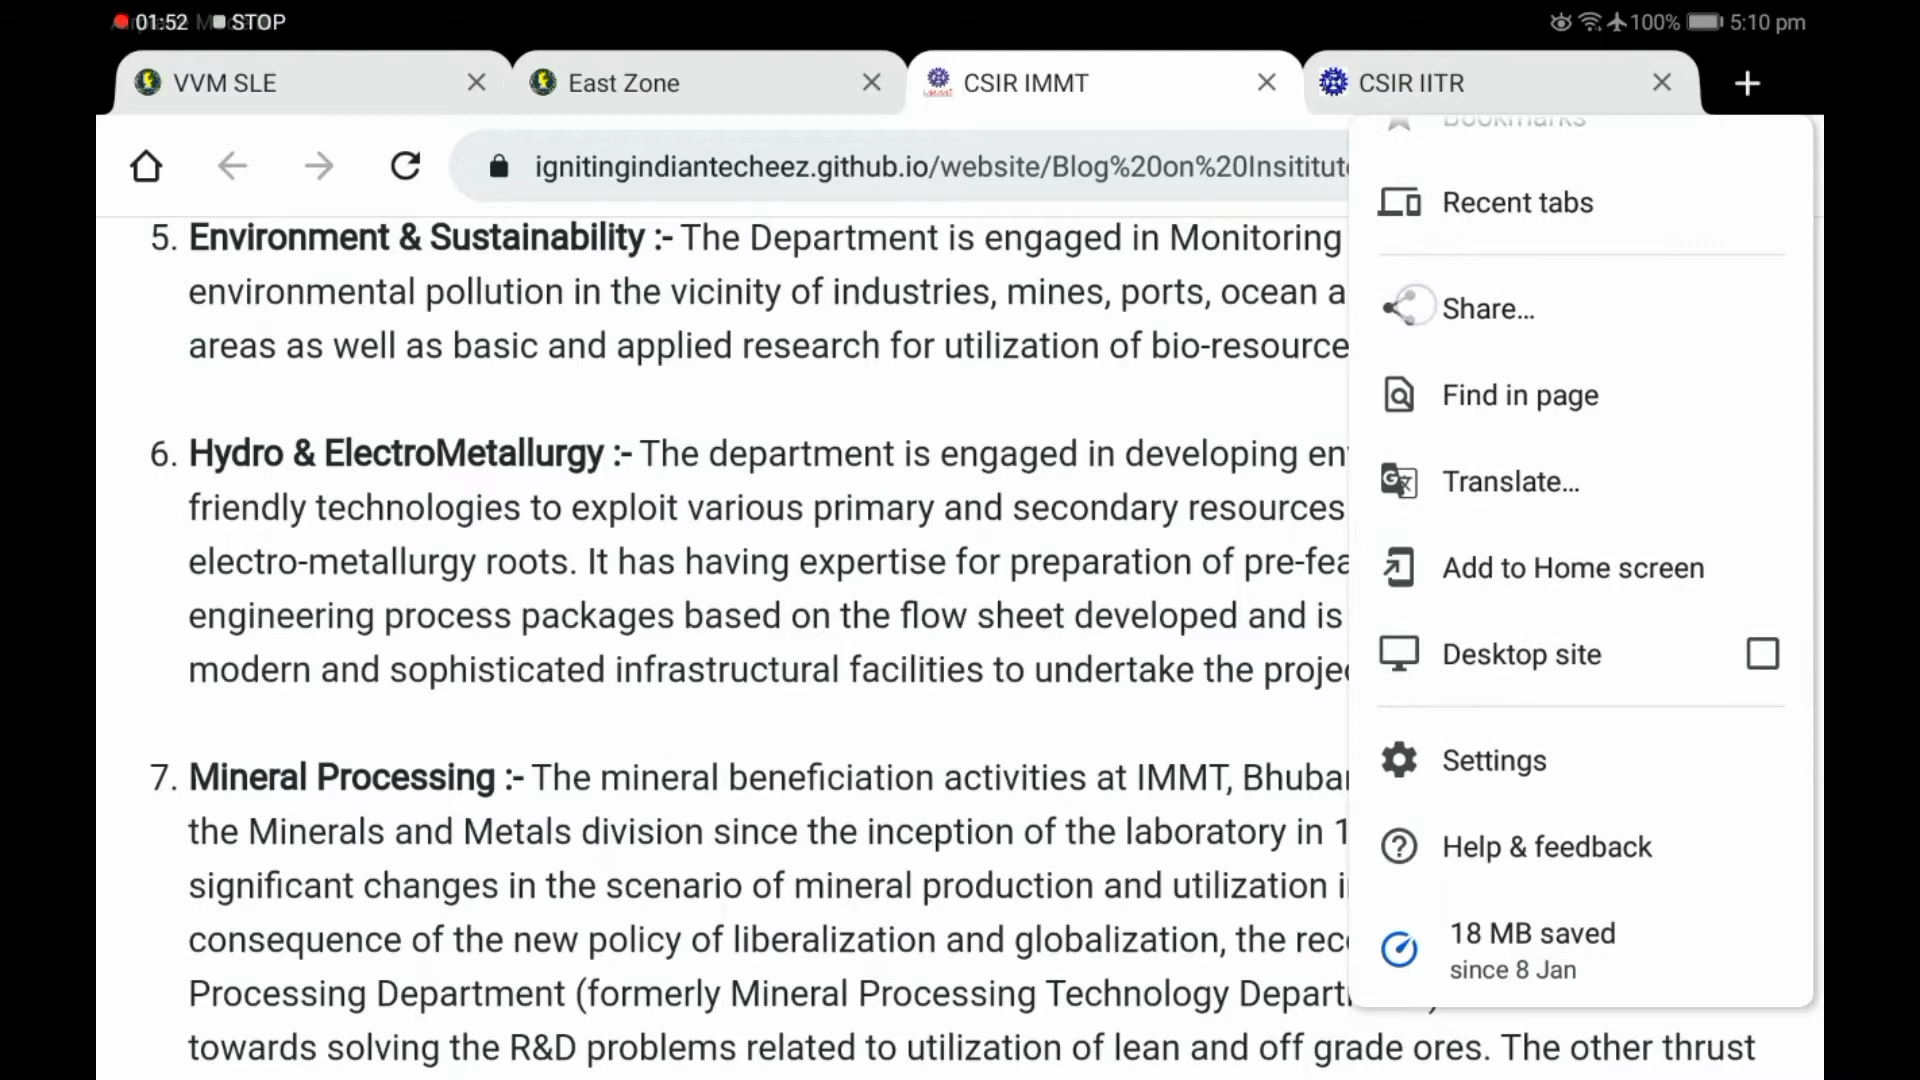 01:52 STOP
100% 5:10 pm
VVM SLE
East Zone
CSIR IMMT
CSIR IITR
ignitingindiantecheez.github.io/website/Blog%20on%20Insititut
5. Environment & Sustainability :- The Department is engaged in Monitoring
environmental pollution in the vicinity of industries, mines, ports, ocean a
areas as well as basic and applied research for utilization of bio-resource
6. Hydro & ElectroMetallurgy :- The department is engaged in developing en
friendly technologies to exploit various primary and secondary resources
electro-metallurgy roots. It has having expertise for preparation of pre-fea
engineering process packages based on the flow sheet developed and is
modern and sophisticated infrastructural facilities to undertake the proje
7. Mineral Processing :- The mineral beneficiation activities at IMMT, Bhuba
the Minerals and Metals division since the inception of the laboratory in 1
significant changes in the scenario of mineral production and utilization i
consequence of the new policy of liberalization and globalization, the rec
Processing Department (formerly Mineral Processing Technology Depart
towards solving the R&D problems related to utilization of lean and off grade ores. The other thrust
Bookmarks
Recent tabs
Share...
Find in page
Translate...
Add to Home screen
Desktop site
Settings
Help & feedback
18 MB saved
since 8 Jan